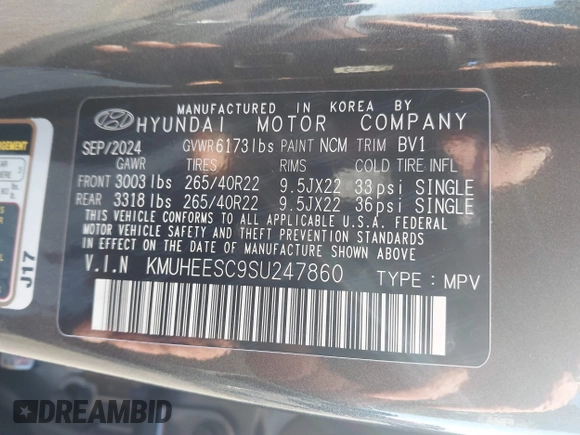 MANUFACTURED IN KOREA BY
HYUNDAI MOTOR COMPANY
SEP/2024 GVWR 6173 lbs PAINT NCM TRIM BV1
GAWR TIRES RIMS COLD TIRE INFL
FRONT 3003 lbs 265/40R22 9.5JX22 33 psi SINGLE
REAR 3318 lbs 265/40R22 9.5JX22 36 psi SINGLE
THIS VEHICLE CONFORMS TO ALL APPLICABLE U.S.A. FEDERAL
MOTOR VEHICLE SAFETY AND THEFT PREVENTION STANDARDS
IN EFFECT ON THE DATE OF MANUFACTURE SHOWN ABOVE
V.I.N KMUHEESC9SU247860 TYPE : MPV
J17
DREAMBID